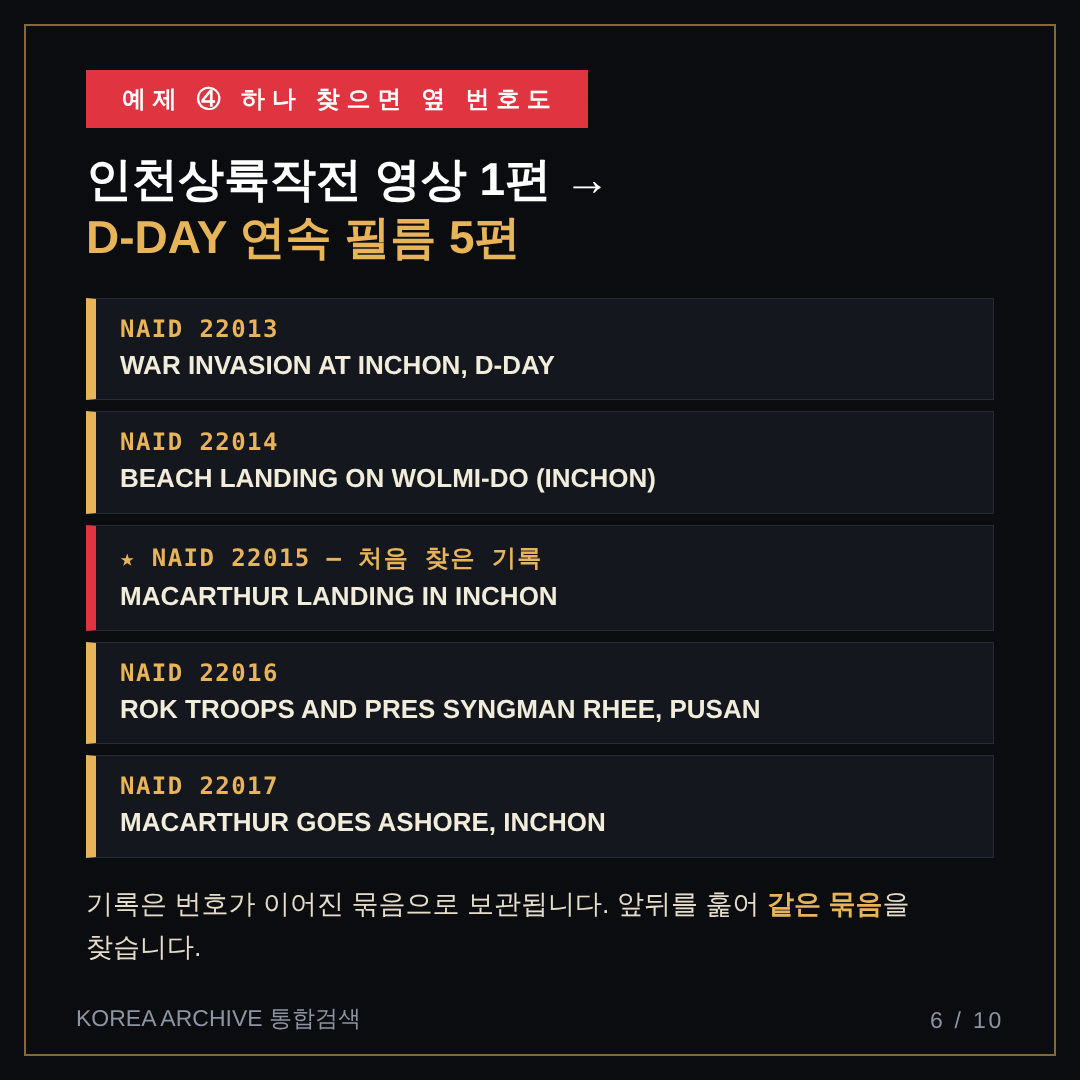 예제 ④ 하나 찾으면 옆 번호도
인천상륙작전 영상 1편 →
D-DAY 연속 필름 5편
NAID 22013
WAR INVASION AT INCHON, D-DAY
NAID 22014
BEACH LANDING ON WOLMI-DO (INCHON)
★ NAID 22015 — 처음 찾은 기록
MACARTHUR LANDING IN INCHON
NAID 22016
ROK TROOPS AND PRES SYNGMAN RHEE, PUSAN
NAID 22017
MACARTHUR GOES ASHORE, INCHON
기록은 번호가 이어진 묶음으로 보관됩니다. 앞뒤를 훑어 같은 묶음을
찾습니다.
KOREA ARCHIVE 통합검색
6 / 10